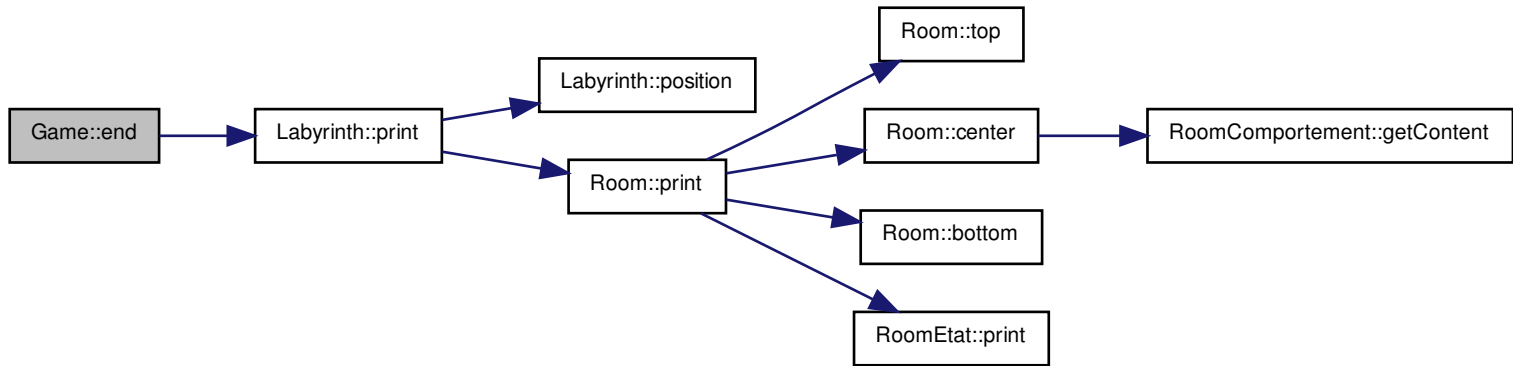 Game::end
Labyrinth::print
Labyrinth::position
Room::print
Room::top
Room::center
Room::bottom
RoomEtat::print
RoomComportement::getContent